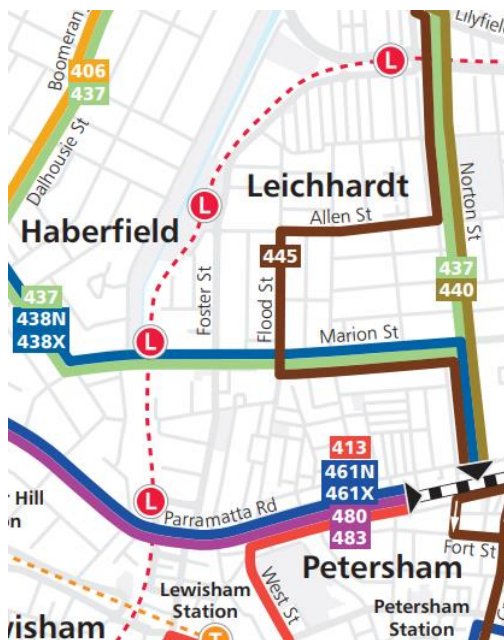 Lilyfie
Boomeran
406
437
Dalhousie St
L
Leichhardt
Norton St
Allen St
L
Haberfield
445
Foster St
Flood St
437
440
437
438N
438X
Marion St
L
413
461N
461X
480
483
r Hill
on
L
Parramatta Rd
Fort St
West St
Petersham
Lewisham
Station
Petersham
Station
wisham
T